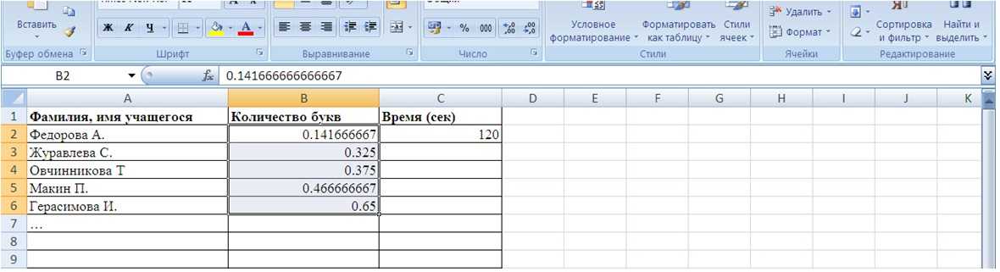 Вставить
Ж К Ч А
% 000
Условное форматирование
Форматировать как таблицу
Стили ячеек
Удалить
Формат
Сортировка и фильтр
Найти и выделить
Буфер обмена Шрифт Выравнивание Число Стили Ячейки Редактирование
B2 fx 0.141666666666667
A B C D E F G H I J K
1 Фамилия, имя учащегося Количество букв Время (сек)
2 Федорова А. 0.141666667 120
3 Журавлева С. 0.325
4 Овчинникова Т 0.375
5 Макин П. 0.466666667
6 Герасимова И. 0.65
7 ...
8
9